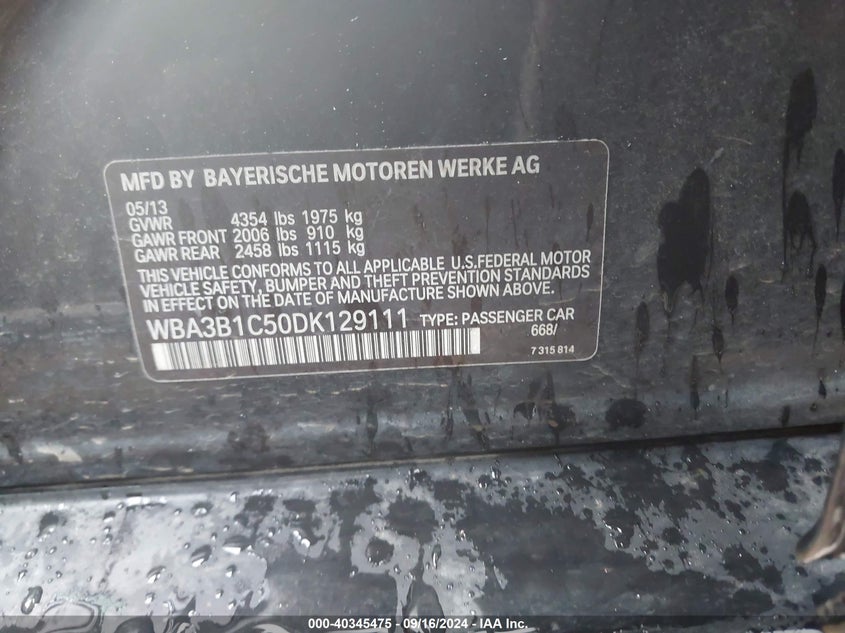 MFD BY BAYERISCHE MOTOREN WERKE AG
05/13
GVWR 4354 lbs 1975 kg
GAWR FRONT 2006 lbs 910 kg
GAWR REAR 2458 lbs 1115 kg
THIS VEHICLE CONFORMS TO ALL APPLICABLE U.S.FEDERAL MOTOR
VEHICLE SAFETY, BUMPER AND THEFT PREVENTION STANDARDS
IN EFFECT ON THE DATE OF MANUFACTURE SHOWN ABOVE.
WBA3B1C50DK129111 TYPE: PASSENGER CAR
668/
7 315 814
000-40345475 - 09/16/2024 - IAA Inc.